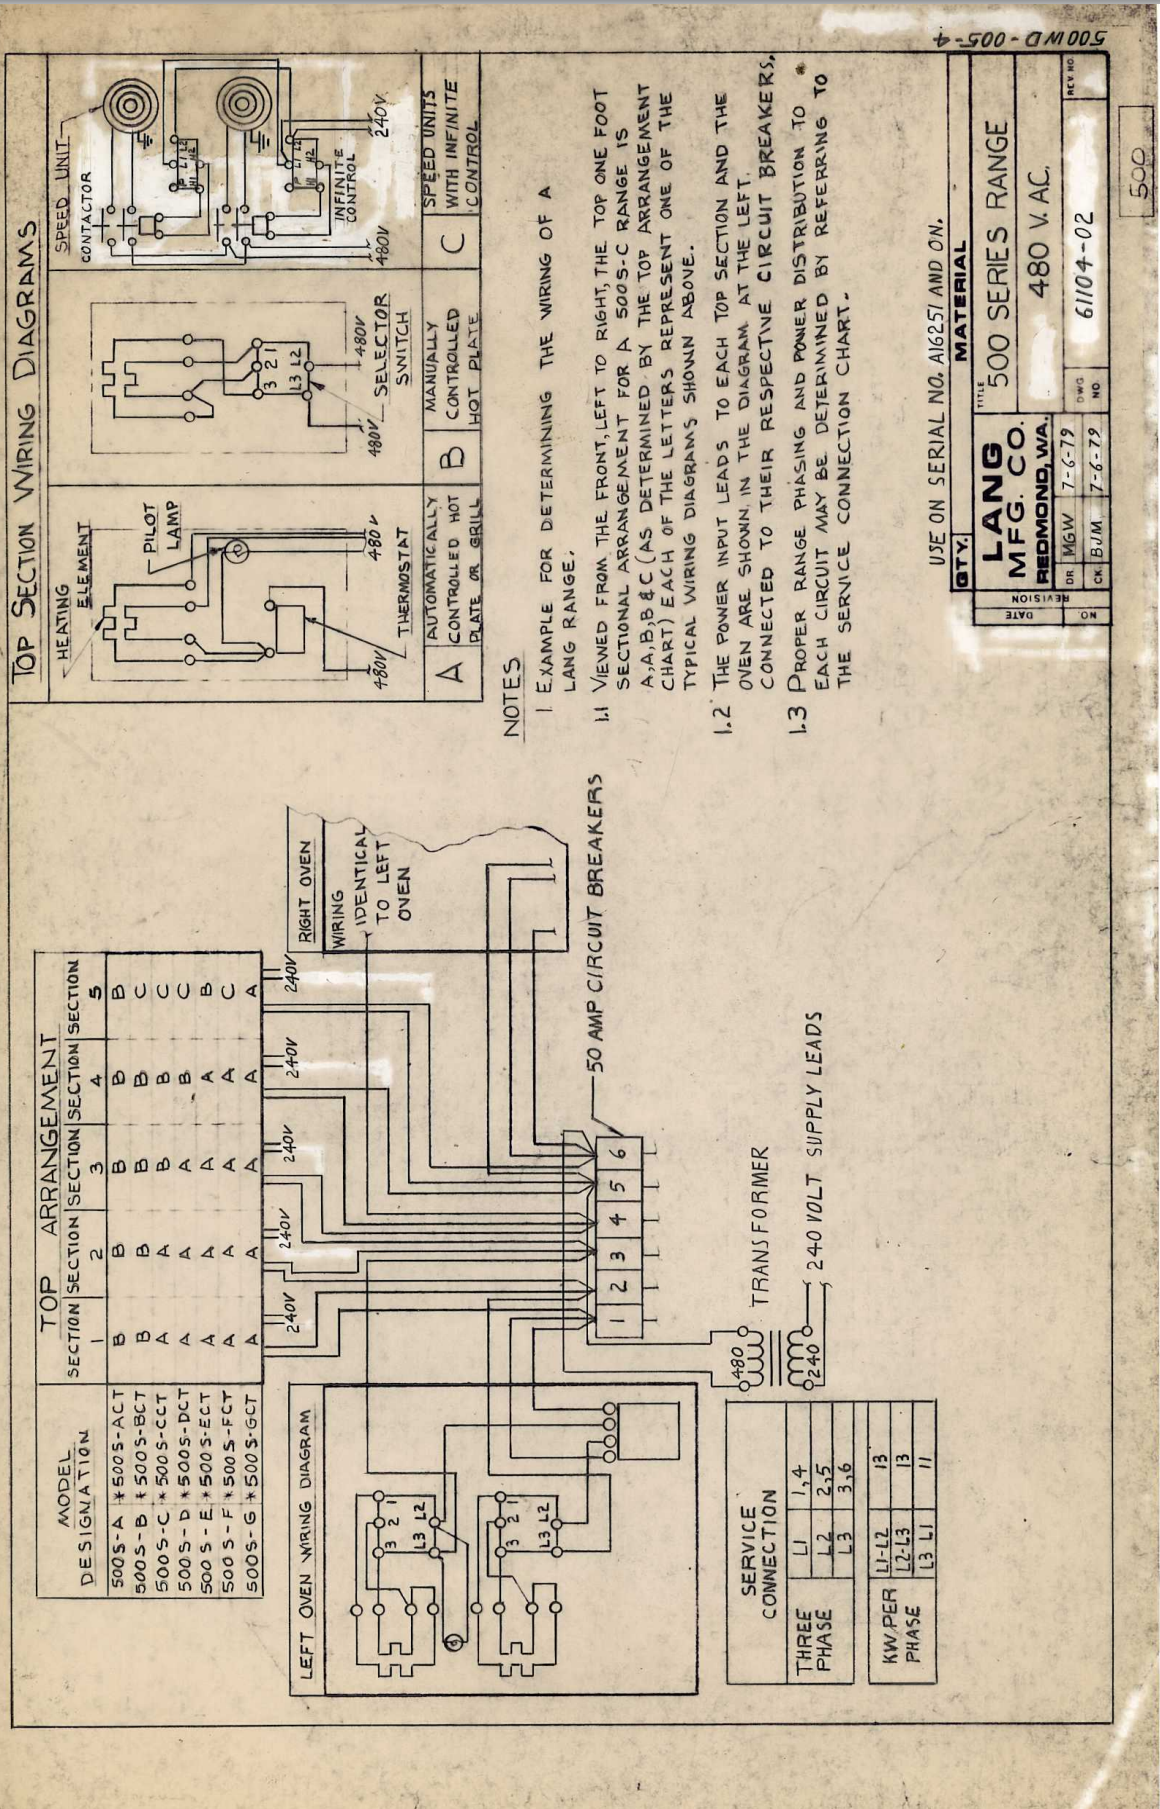 500WD-005-4
TOP SECTION WIRING DIAGRAMS
HEATING
ELEMENT
PILOT
LAMP
480V
480V
THERMOSTAT
A
AUTOMATICALLY
CONTROLLED HOT
PLATE OR GRILL
3 2 1
L3 L2
480V
480V
SELECTOR
SWITCH
B
MANUALLY
CONTROLLED
HOT PLATE
SPEED UNIT
CONTACTOR
P L1 L2
H1 H2
P L1 L2
H1 H2
INFINITE
CONTROL
480V
240V
C
SPEED UNITS
WITH INFINITE
CONTROL
NOTES
1 EXAMPLE FOR DETERMINING THE WIRING OF A
LANG RANGE.
1.1 VIEWED FROM THE FRONT, LEFT TO RIGHT, THE TOP ONE FOOT
SECTIONAL ARRANGEMENT FOR A 500S-C RANGE IS
A,A,B,B & C (AS DETERMINED BY THE TOP ARRANGEMENT
CHART) EACH OF THE LETTERS REPRESENT ONE OF THE
TYPICAL WIRING DIAGRAMS SHOWN ABOVE.
1.2 THE POWER INPUT LEADS TO EACH TOP SECTION AND THE
OVEN ARE SHOWN IN THE DIAGRAM AT THE LEFT
CONNECTED TO THEIR RESPECTIVE CIRCUIT BREAKERS.
1.3 PROPER RANGE PHASING AND POWER DISTRIBUTION TO
EACH CIRCUIT MAY BE DETERIMINED BY REFERRING TO
THE SERVICE CONNECTION CHART.
MODEL
DESIGNATION
TOP ARRANGEMENT
SECTION 1 SECTION 2 SECTION 3 SECTION 4 SECTION 5
500S-A *500S-ACT B B B B B
500S-B *500S-BCT B B B B C
500S-C *500S-CCT A A B B C
500S-D *500S-DCT A A A B C
500S-E *500S-ECT A A A A B
500S-F *500S-FCT A A A A C
500S-G *500S-GCT A A A A A
240V 240V 240V 240V 240V
LEFT OVEN WIRING DIAGRAM
3 2 1
L3 L2
3 2 1
L3 L2
RIGHT OVEN
WIRING
IDENTICAL
TO LEFT
OVEN
1 2 3 4 5 6
50 AMP CIRCUIT BREAKERS
480
240
TRANSFORMER
240 VOLT SUPPLY LEADS
SERVICE
CONNECTION
THREE
PHASE
L1 1,4
L2 2,5
L3 3,6
KW.PER
PHASE
L1-L2 13
L2-L3 13
L3 L1 11
USE ON SERIAL NO. A16251 AND ON.
QTY. MATERIAL
NO. REVISION DATE
LANG
MFG. CO.
REDMOND, WA.
TITLE
500 SERIES RANGE
480 V. AC.
DR. MGW 7-6-79
CK. BUM 7-6-79
DWG NO. 61104-02
REV. NO.
500